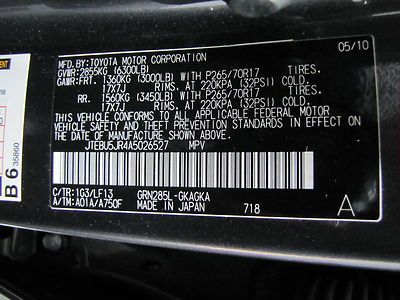 MFD. BY: TOYOTA MOTOR CORPORATION 05/10
GVWR: 2855KG (6300LB)
GAWR: FRT. 1360KG (3000LB) WITH P265/70R17 TIRES.
17X7J RIMS, AT 220KPA (32PSI) COLD.
RR. 1560KG (3450LB) WITH P265/70R17 TIRES.
17X7J RIMS, AT 220KPA (32PSI) COLD.
THIS VEHICLE CONFORMS TO ALL APPLICABLE
FEDERAL MOTOR VEHICLE SAFETY AND THEFT PREVENTION
STANDARDS IN EFFECT ON THE DATE OF MANUFACTURE
SHOWN ABOVE.
JTEBU5JR4A5026527 MPV
C/TR: 1G3/LF13 GRN285L-GKAGKA
A/TM: A01A/A750F MADE IN JAPAN 718 A
B6
35860